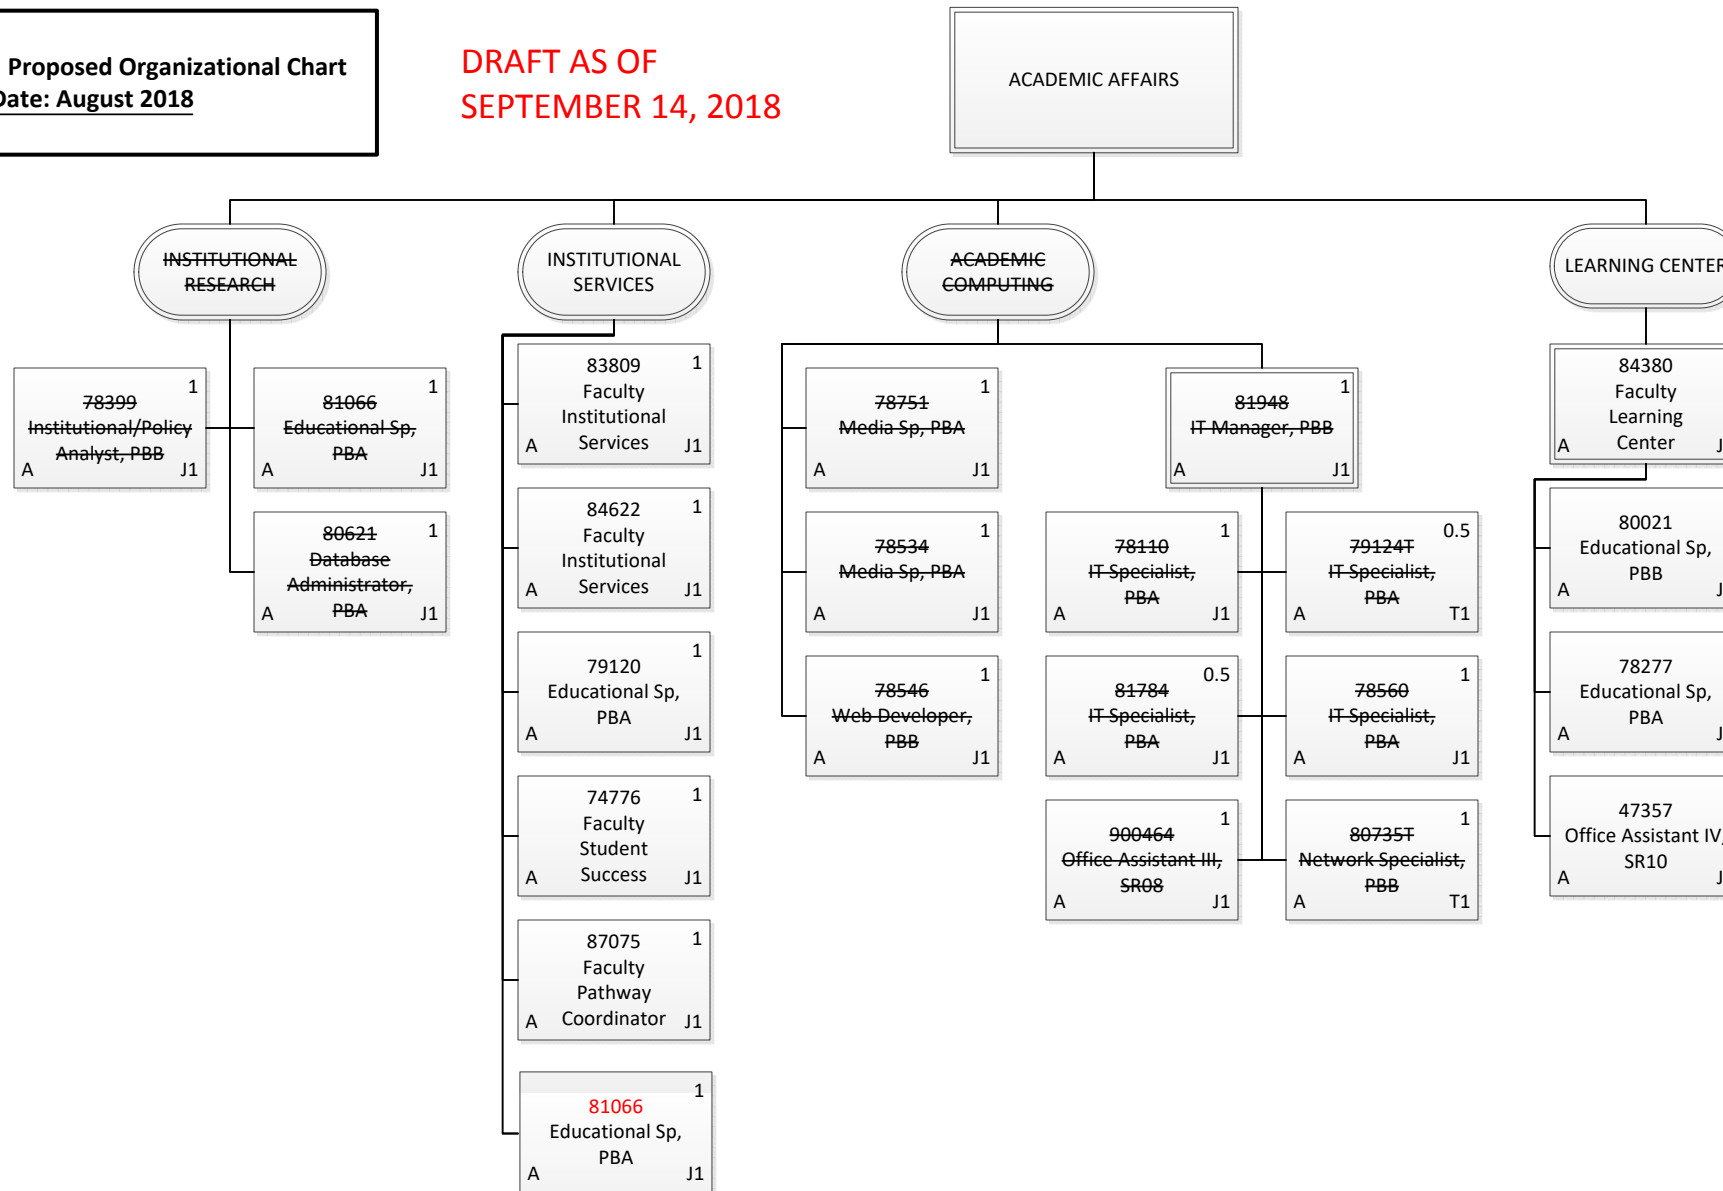 Proposed Organizational Chart
Date: August 2018
DRAFT AS OF
SEPTEMBER 14, 2018
ACADEMIC AFFAIRS
INSTITUTIONAL
RESEARCH
1
78399
Institutional/Policy
Analyst, PBB
A J1
1
81066
Educational Sp,
PBA
A J1
1
80621
Database
Administrator,
PBA
A J1
INSTITUTIONAL
SERVICES
83809 1
Faculty
Institutional
Services
A J1
84622 1
Faculty
Institutional
Services
A J1
1
79120
Educational Sp,
PBA
A J1
74776 1
Faculty
Student
Success
A J1
87075 1
Faculty
Pathway
Coordinator
A J1
1
81066
Educational Sp,
PBA
A J1
ACADEMIC
COMPUTING
1
78751
Media Sp, PBA
A J1
1
78534
Media Sp, PBA
A J1
1
78546
Web Developer,
PBB
A J1
1
81948
IT Manager, PBB
A J1
1
78110
IT Specialist,
PBA
A J1
0.5
79124T
IT Specialist,
PBA
A T1
0.5
81784
IT Specialist,
PBA
A J1
1
78560
IT Specialist,
PBA
A J1
1
900464
Office Assistant III,
SR08
A J1
1
80735T
Network Specialist,
PBB
A T1
LEARNING CENTER
84380
Faculty
Learning
Center
A J
80021
Educational Sp,
PBB
A J
78277
Educational Sp,
PBA
A J
47357
Office Assistant IV,
SR10
A J